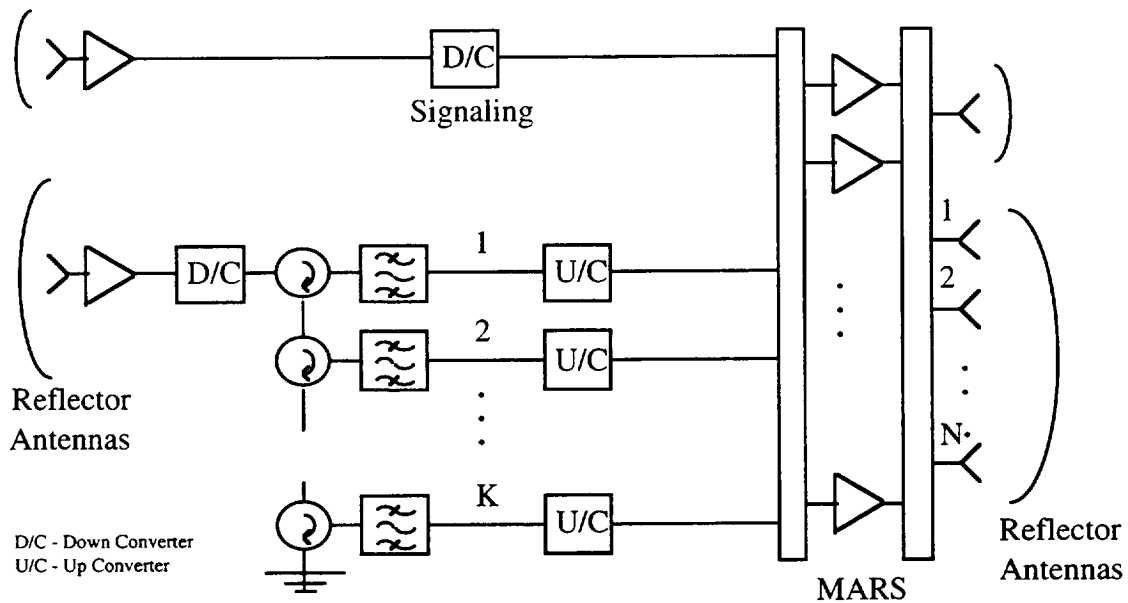 D/C
Signaling
1
D/C
1
U/C
2
2
U/C
Reflector
Antennas
N
K
U/C
D/C - Down Converter
U/C - Up Converter
Reflector
Antennas
MARS